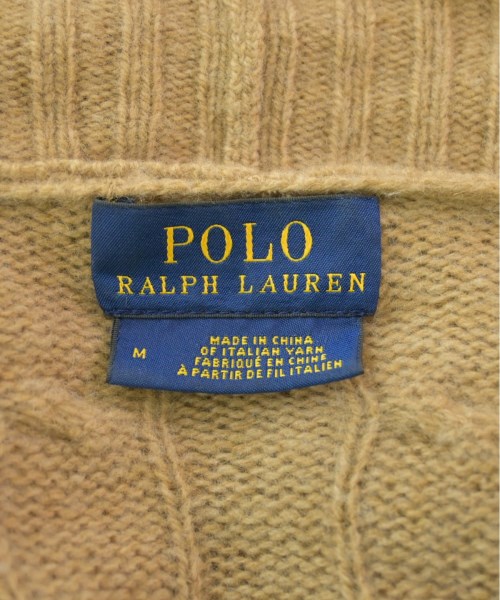 POLO
RALPH LAUREN
M
MADE IN CHINA
OF ITALIAN YARN
FABRIQUÉ EN CHINE
À PARTIR DE FIL ITALIEN